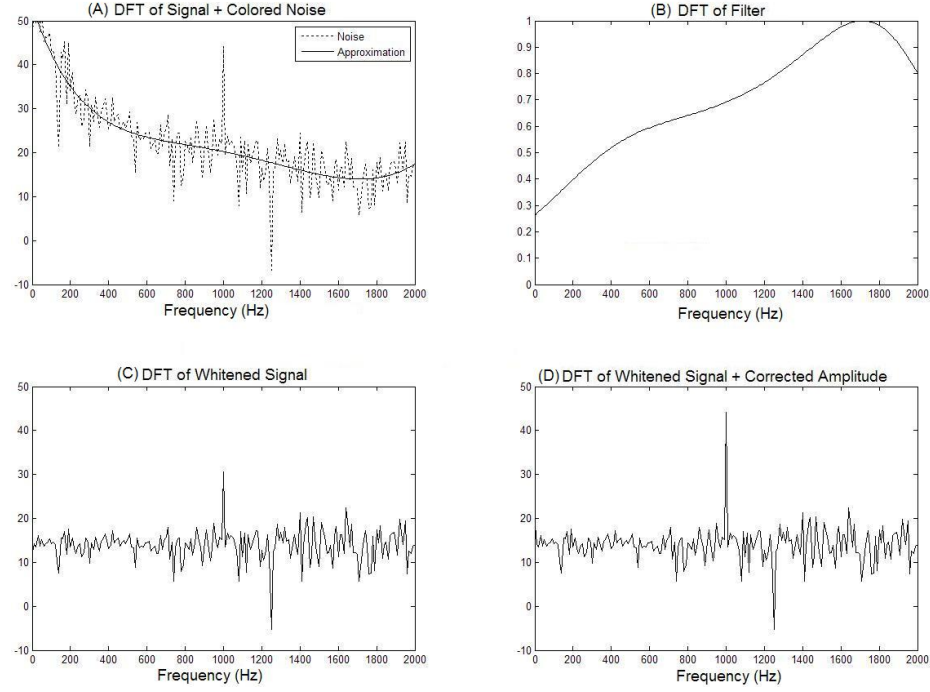 (A) DFT of Signal + Colored Noise
50
40
30
20
10
0
-10
Noise
Approximation
0 200 400 600 800 1000 1200 1400 1600 1800 2000
Frequency (Hz)
(B) DFT of Filter
1
0.9
0.8
0.7
0.6
0.5
0.4
0.3
0.2
0.1
0
0 200 400 600 800 1000 1200 1400 1600 1800 2000
Frequency (Hz)
(C) DFT of Whitened Signal
50
40
30
20
10
0
-10
0 200 400 600 800 1000 1200 1400 1600 1800 2000
Frequency (Hz)
(D) DFT of Whitened Signal + Corrected Amplitude
50
40
30
20
10
0
-10
0 200 400 600 800 1000 1200 1400 1600 1800 2000
Frequency (Hz)